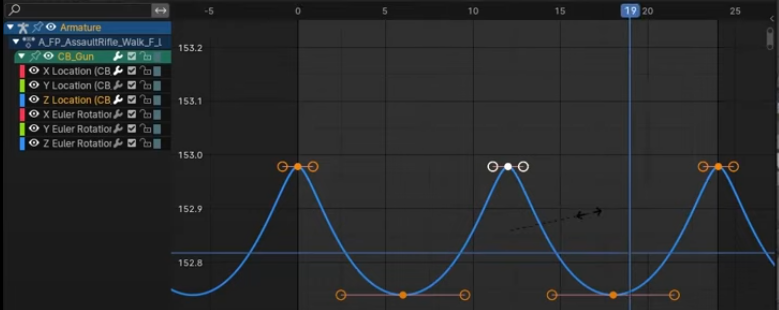 -5 0 5 10 15 19 20 25
Armature
A_FP_AssaultRifle_Walk_F_L
CB_Gun
X Location (CB
Y Location (CB
Z Location (CB
X Euler Rotation
Y Euler Rotation
Z Euler Rotation
153.2
153.1
153.0
152.9
152.8